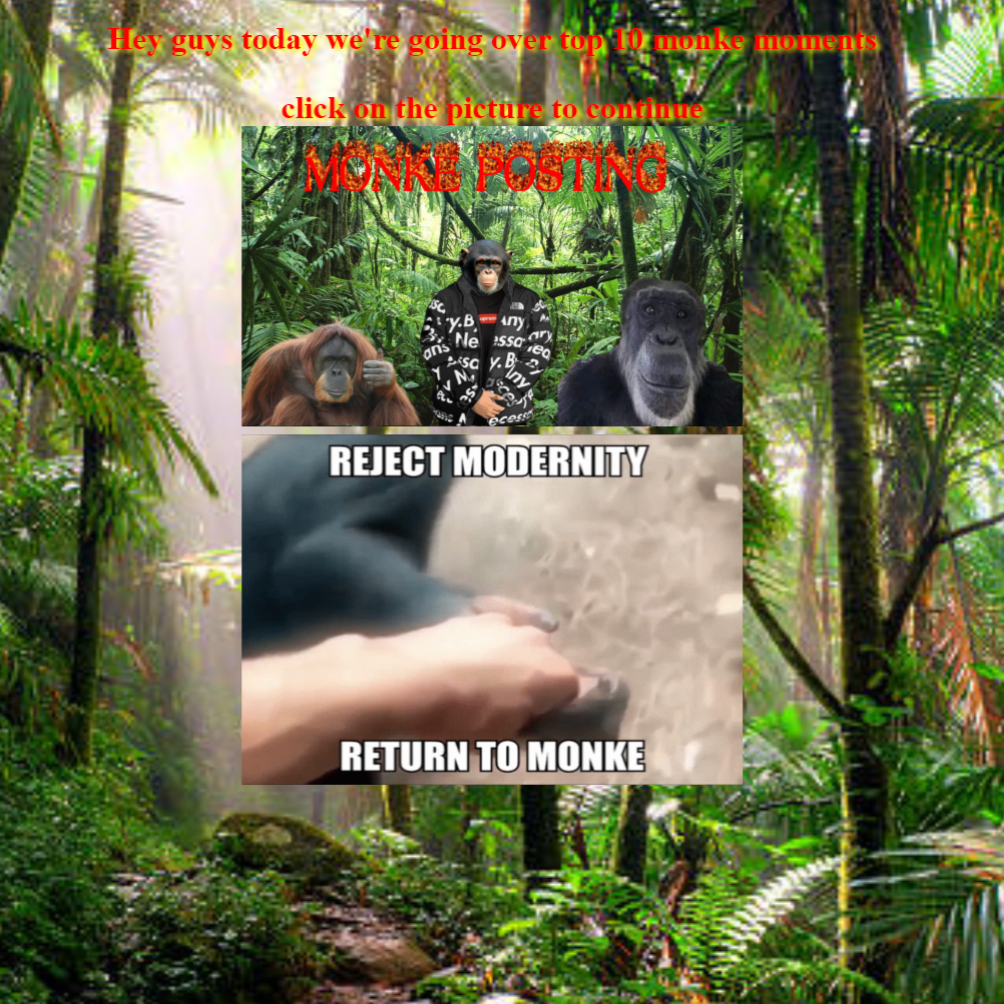 Hey guys today we're going over top 10 monke moments
click on the picture to continue
MONKE POSTING
REJECT MODERNITY
RETURN TO MONKE